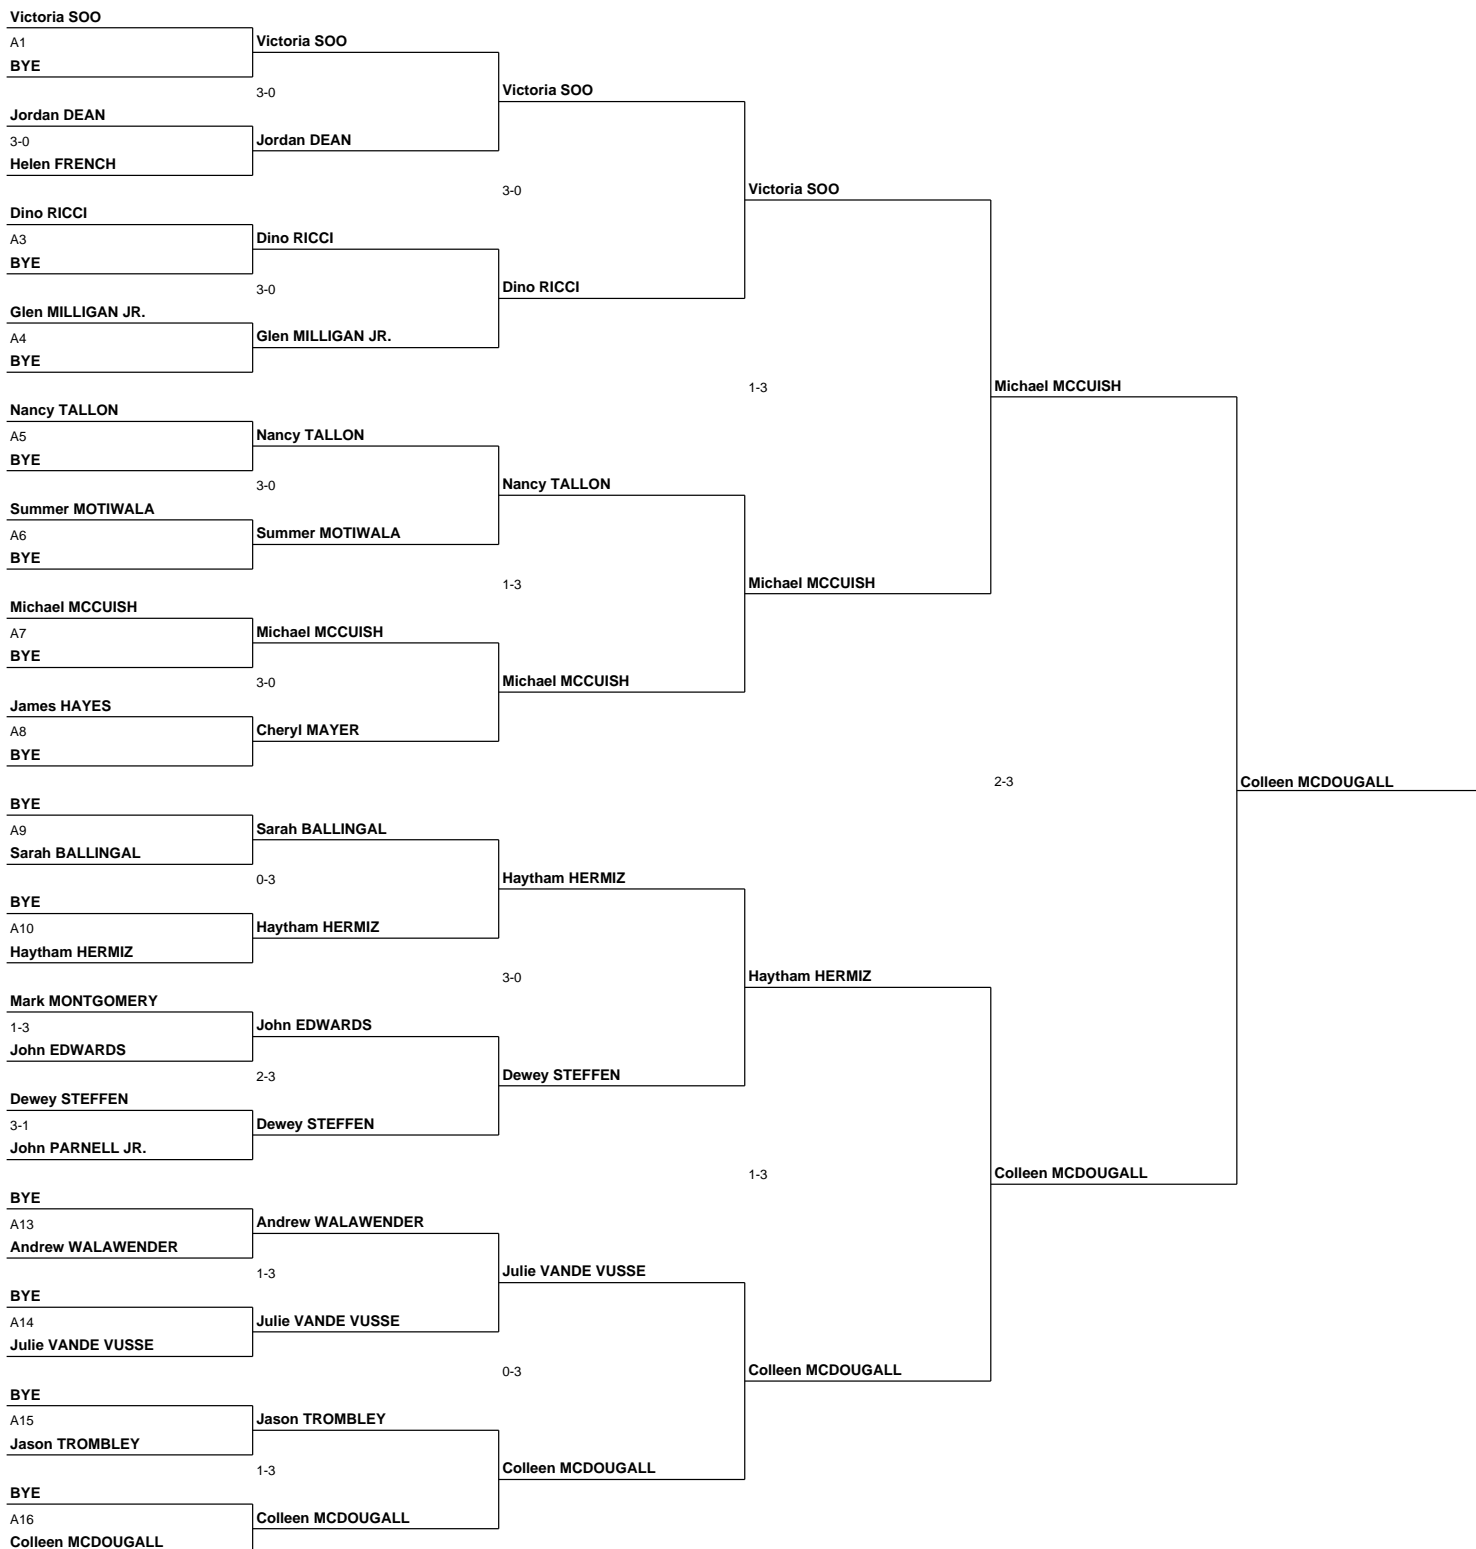 Victoria SOO
A1
Victoria SOO
BYE
3-0
Victoria SOO
Jordan DEAN
3-0
Jordan DEAN
Helen FRENCH
3-0
Victoria SOO
Dino RICCI
A3
Dino RICCI
BYE
3-0
Dino RICCI
Glen MILLIGAN JR.
A4
Glen MILLIGAN JR.
BYE
1-3
Michael MCCUISH
Nancy TALLON
A5
Nancy TALLON
BYE
3-0
Nancy TALLON
Summer MOTIWALA
A6
Summer MOTIWALA
BYE
1-3
Michael MCCUISH
Michael MCCUISH
A7
Michael MCCUISH
BYE
3-0
Michael MCCUISH
James HAYES
A8
Cheryl MAYER
BYE
2-3
Colleen MCDOUGALL
BYE
A9
Sarah BALLINGAL
Sarah BALLINGAL
0-3
Haytham HERMIZ
BYE
A10
Haytham HERMIZ
Haytham HERMIZ
3-0
Haytham HERMIZ
Mark MONTGOMERY
1-3
John EDWARDS
John EDWARDS
2-3
Dewey STEFFEN
Dewey STEFFEN
3-1
Dewey STEFFEN
John PARNELL JR.
1-3
Colleen MCDOUGALL
BYE
A13
Andrew WALAWENDER
Andrew WALAWENDER
1-3
Julie VANDE VUSSE
BYE
A14
Julie VANDE VUSSE
Julie VANDE VUSSE
0-3
Colleen MCDOUGALL
BYE
A15
Jason TROMBLEY
Jason TROMBLEY
1-3
Colleen MCDOUGALL
BYE
A16
Colleen MCDOUGALL
Colleen MCDOUGALL